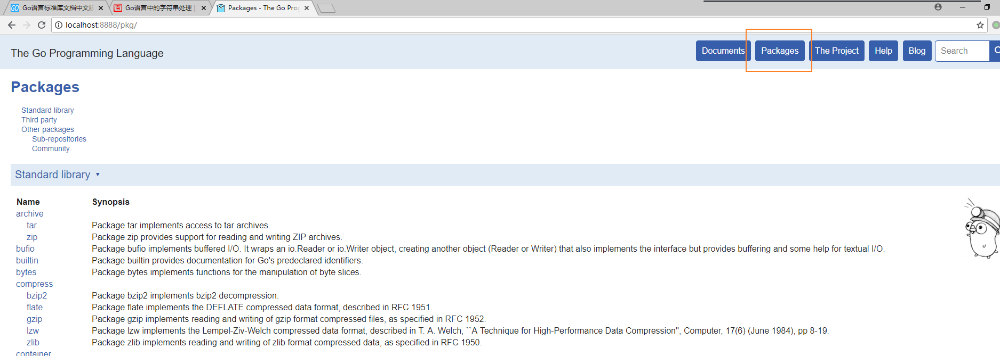 GO Go语言标准库文档中文版 Go语言中的字符串处理 | Packages - The Go Prog
localhost:8888/pkg/
The Go Programming Language Documents Packages The Project Help Blog Search
Packages
Standard library
Third party
Other packages
Sub-repositories
Community
Standard library ▾
Name Synopsis
archive
tar Package tar implements access to tar archives.
zip Package zip provides support for reading and writing ZIP archives.
bufio Package bufio implements buffered I/O. It wraps an io.Reader or io.Writer object, creating another object (Reader or Writer) that also implements the interface but provides buffering and some help for textual I/O.
builtin Package builtin provides documentation for Go's predeclared identifiers.
bytes Package bytes implements functions for the manipulation of byte slices.
compress
bzip2 Package bzip2 implements bzip2 decompression.
flate Package flate implements the DEFLATE compressed data format, described in RFC 1951.
gzip Package gzip implements reading and writing of gzip format compressed files, as specified in RFC 1952.
lzw Package lzw implements the Lempel-Ziv-Welch compressed data format, described in T. A. Welch, ``A Technique for High-Performance Data Compression'', Computer, 17(6) (June 1984), pp 8-19.
zlib Package zlib implements reading and writing of zlib format compressed data, as specified in RFC 1950.
container